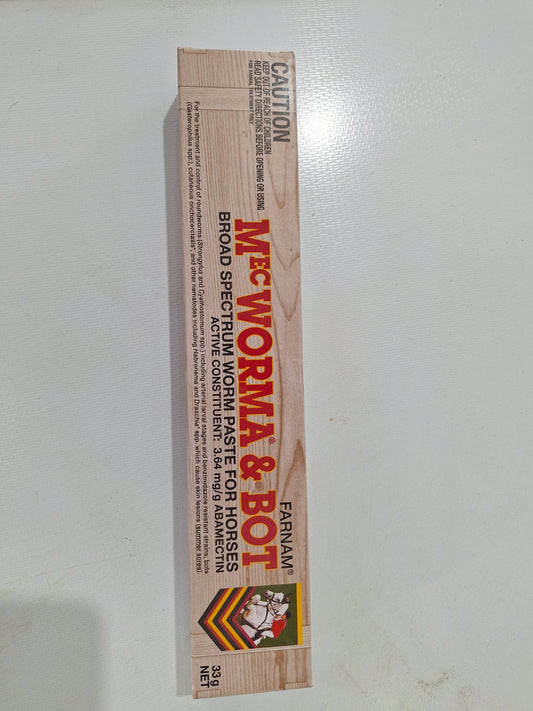 CAUTION
KEEP OUT OF REACH OF CHILDREN
READ SAFETY DIRECTIONS BEFORE OPENING OR USING
FOR ANIMAL TREATMENT ONLY
FARNAM®
MECWORMA® & BOT
BROAD SPECTRUM WORM PASTE FOR HORSES
ACTIVE CONSTITUENT: 3.64 mg/g ABAMECTIN
For the treatment and control of roundworms (Strongylus and Cyathostomum spp.) including arterial larval stages and benzimidazole resistant strains, bots
(Gasterophilus spp.), cutaneous onchocerciasis*, and other nematodes including Habronema and Draschia* spp. which cause skin lesions (summer sores).
33g
NET